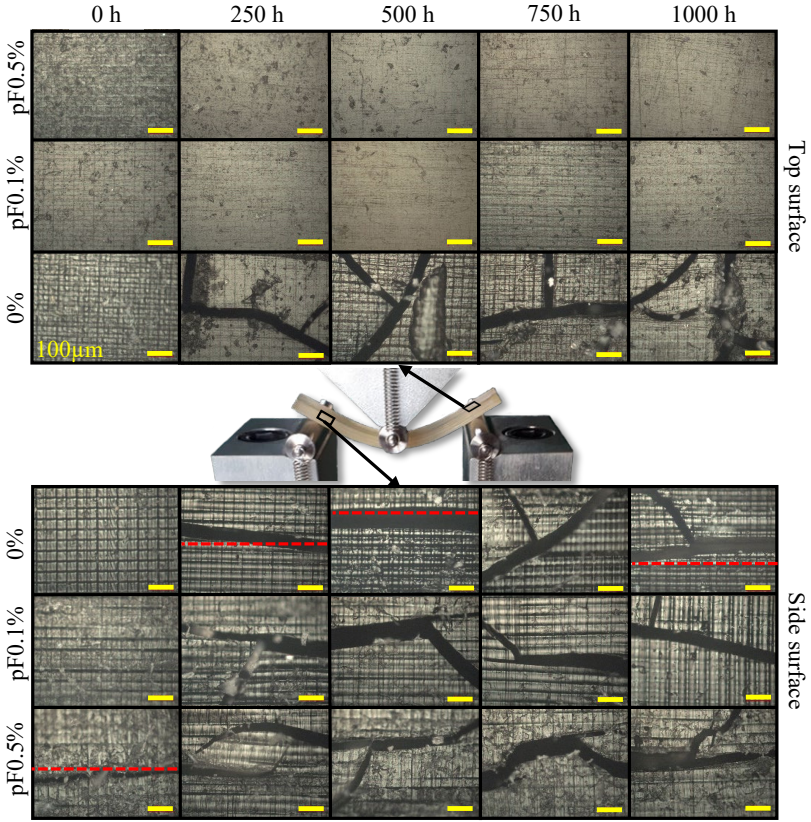 0 h 250 h 500 h 750 h 1000 h
pF0.5%
pF0.1%
0%
100μm
Top surface
0%
pF0.1%
pF0.5%
Side surface